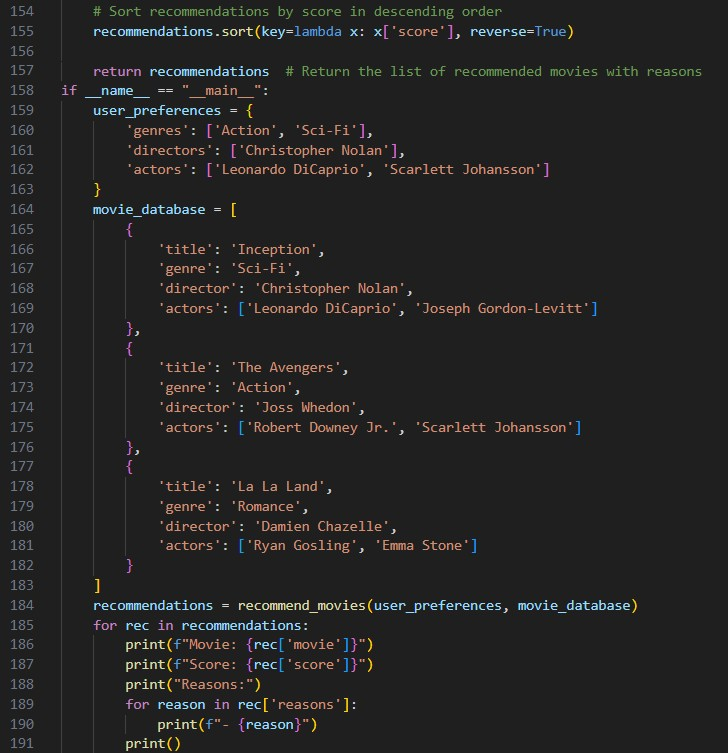 154 # Sort recommendations by score in descending order
155 recommendations.sort(key=lambda x: x['score'], reverse=True)
156
157 return recommendations  # Return the list of recommended movies with reasons
158 if __name__ == "__main__":
159 user_preferences = {
160 'genres': ['Action', 'Sci-Fi'],
161 'directors': ['Christopher Nolan'],
162 'actors': ['Leonardo DiCaprio', 'Scarlett Johansson']
163 }
164 movie_database = [
165 {
166 'title': 'Inception',
167 'genre': 'Sci-Fi',
168 'director': 'Christopher Nolan',
169 'actors': ['Leonardo DiCaprio', 'Joseph Gordon-Levitt']
170 },
171 {
172 'title': 'The Avengers',
173 'genre': 'Action',
174 'director': 'Joss Whedon',
175 'actors': ['Robert Downey Jr.', 'Scarlett Johansson']
176 },
177 {
178 'title': 'La La Land',
179 'genre': 'Romance',
180 'director': 'Damien Chazelle',
181 'actors': ['Ryan Gosling', 'Emma Stone']
182 }
183 ]
184 recommendations = recommend_movies(user_preferences, movie_database)
185 for rec in recommendations:
186 print(f"Movie: {rec['movie']}")
187 print(f"Score: {rec['score']}")
188 print("Reasons:")
189 for reason in rec['reasons']:
190 print(f"- {reason}")
191 print()